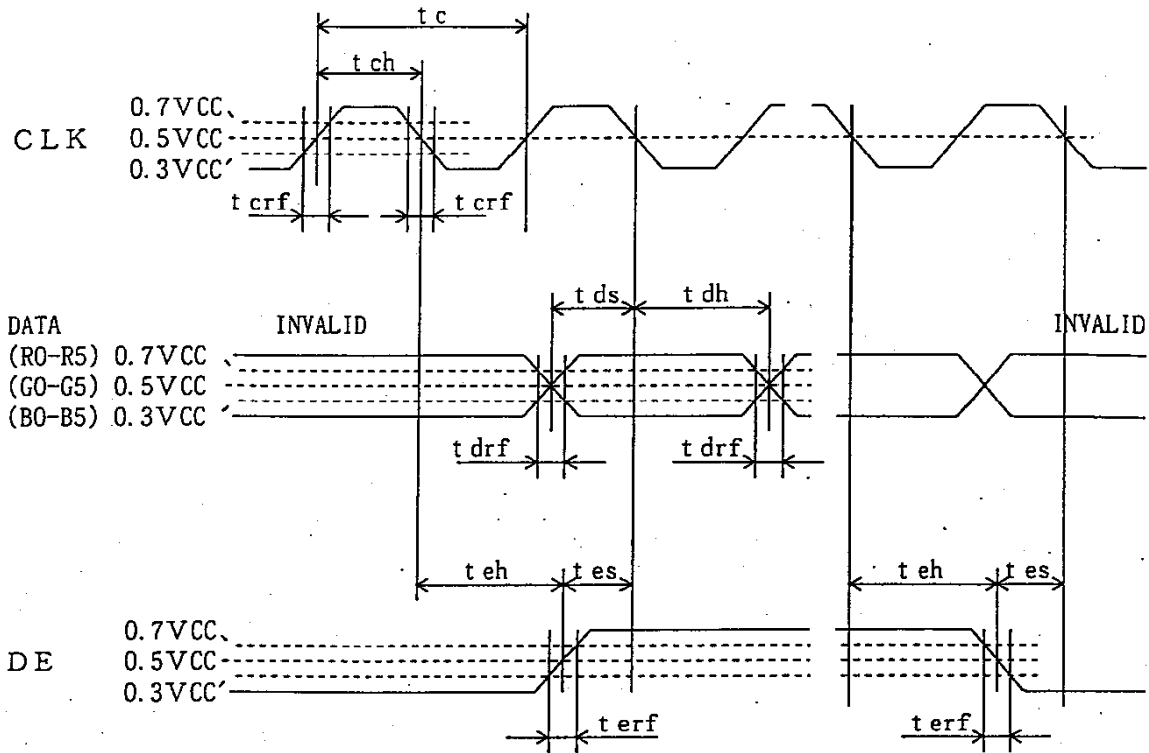 t c
t ch
0.7VCC
CLK 0.5VCC
0.3VCC
t crf t crf
t ds t dh
DATA INVALID INVALID
(R0-R5) 0.7VCC
(G0-G5) 0.5VCC
(B0-B5) 0.3VCC
t drf t drf
t eh t es t eh t es
0.7VCC
DE 0.5VCC
0.3VCC
t erf t erf